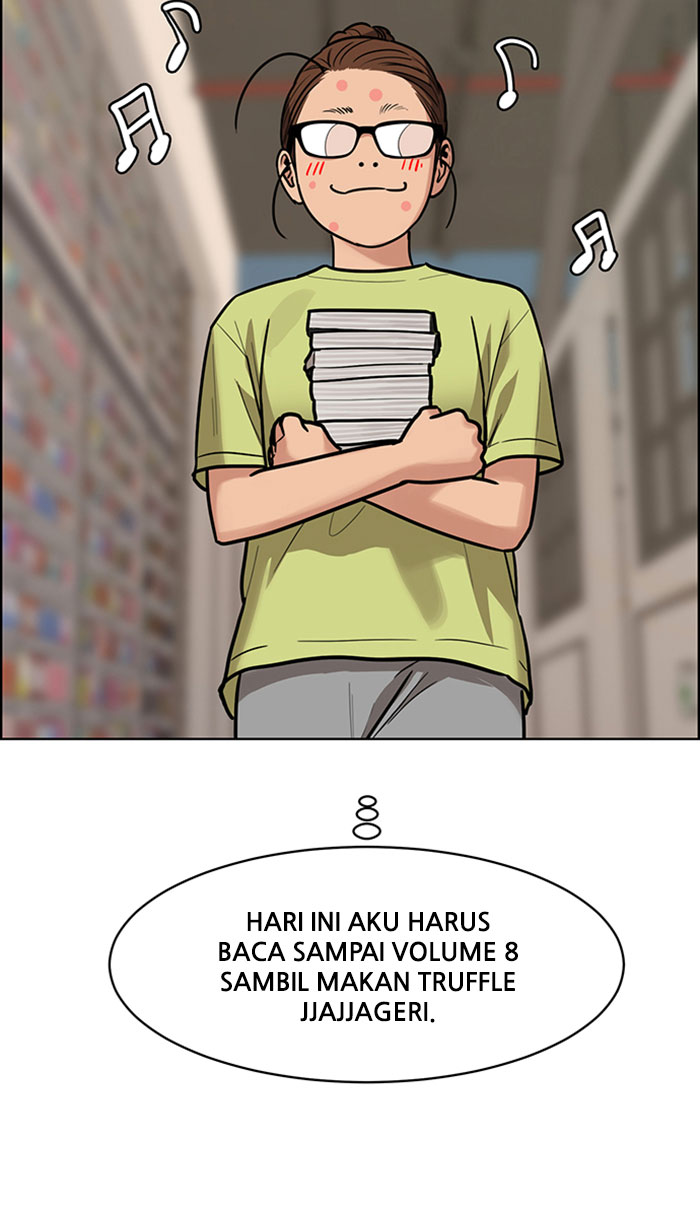 HARI INI AKU HARUS
BACA SAMPAI VOLUME 8
SAMBIL MAKAN TRUFFLE
JJAJJAGERI.